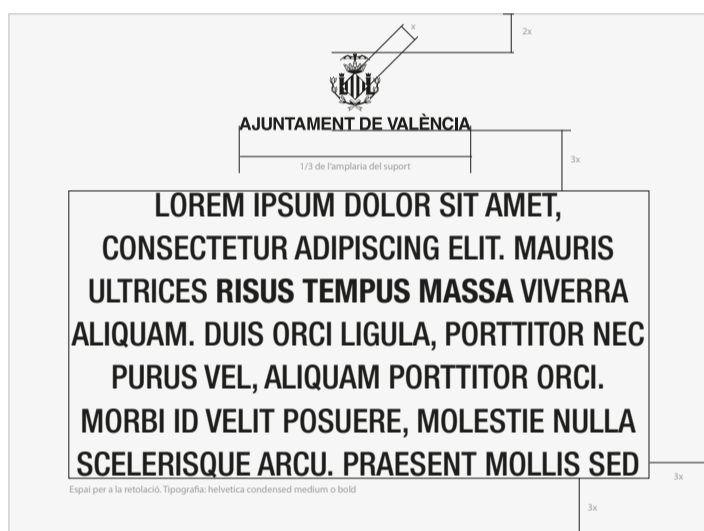 x
2x
AJUNTAMENT DE VALÈNCIA
1/3 de l'amplaria del suport
3x
LOREM IPSUM DOLOR SIT AMET,
CONSECTETUR ADIPISCING ELIT. MAURIS
ULTRICES RISUS TEMPUS MASSA VIVERRA
ALIQUAM. DUIS ORCI LIGULA, PORTTITOR NEC
PURUS VEL, ALIQUAM PORTTITOR ORCI.
MORBI ID VELIT POSUERE, MOLESTIE NULLA
SCELERISQUE ARCU. PRAESENT MOLLIS SED
3x
Espai per a la retolació. Tipografia: helvetica condensed medium o bold
3x